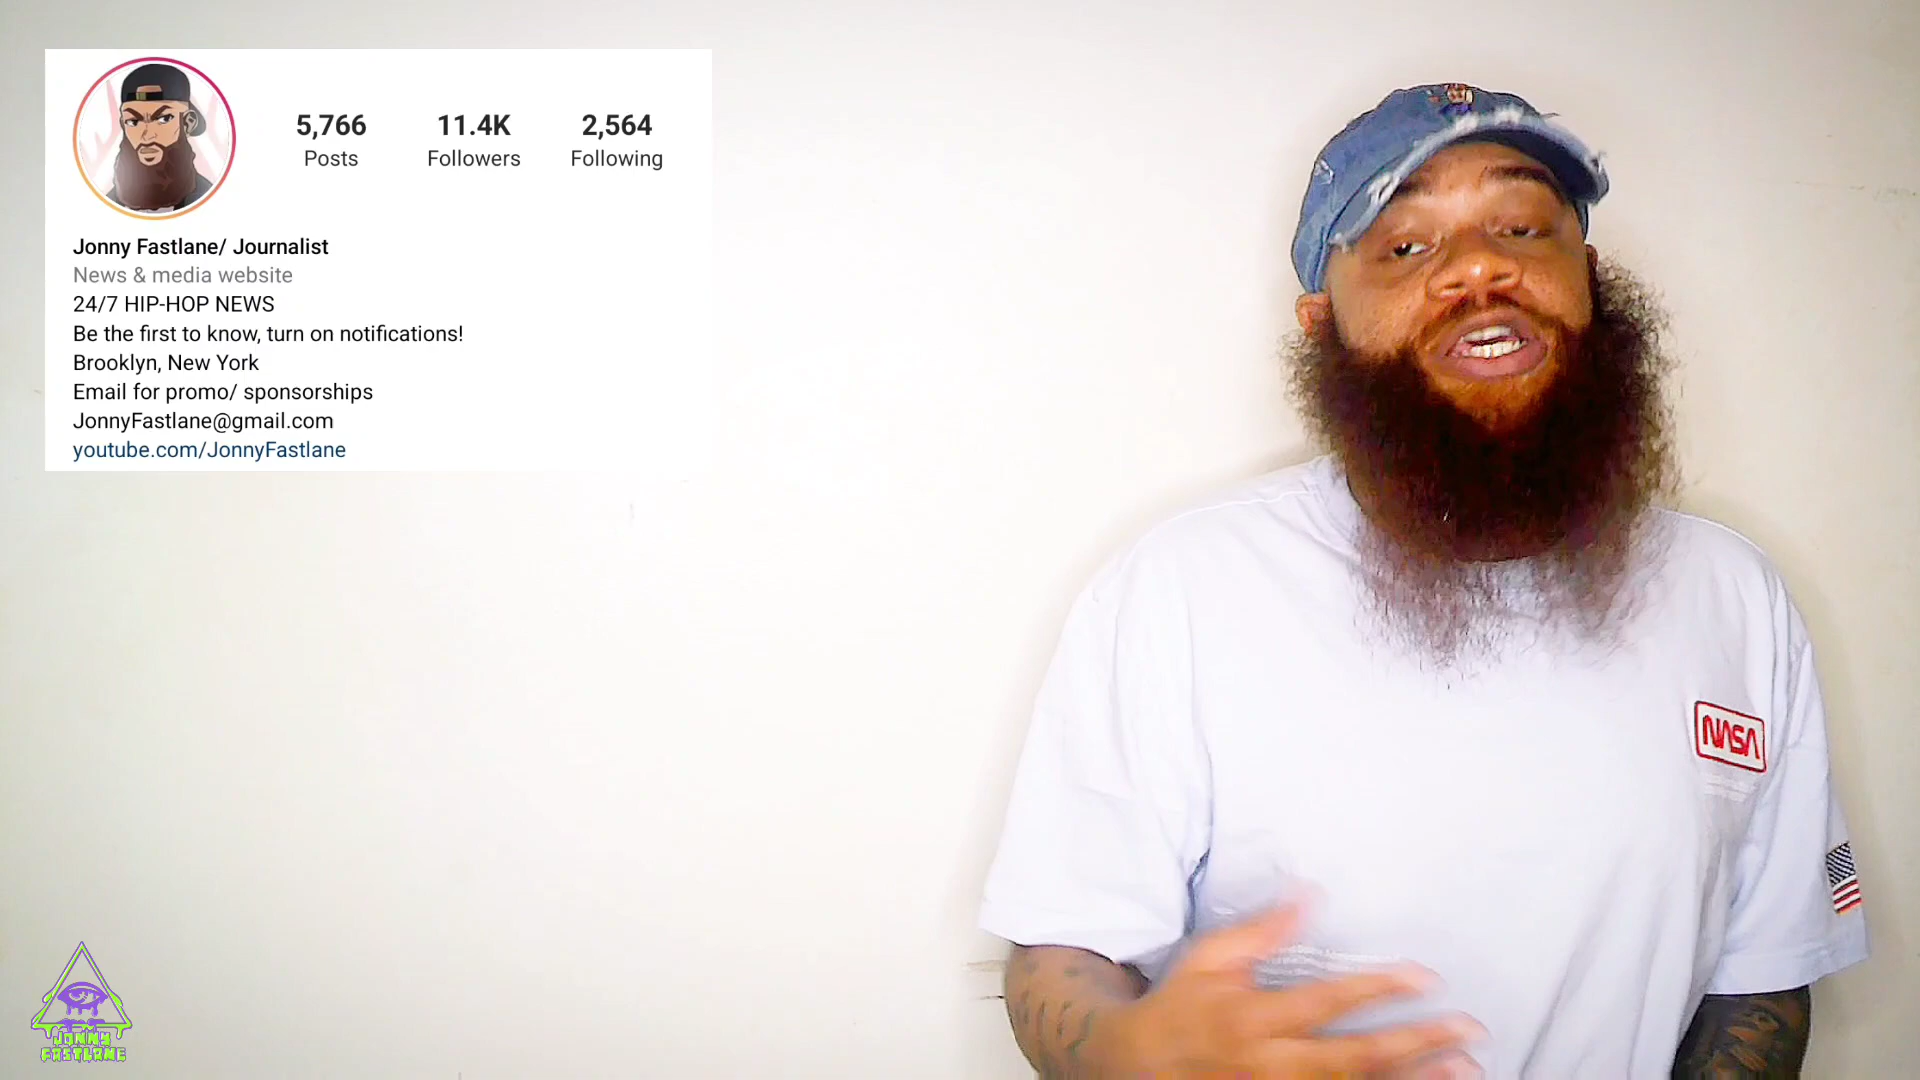 5,766 11.4K 2,564
Posts Followers Following
Jonny Fastlane/ Journalist
News & media website
24/7 HIP-HOP NEWS
Be the first to know, turn on notifications!
Brooklyn, New York
Email for promo/ sponsorships
JonnyFastlane@gmail.com
youtube.com/JonnyFastlane
NASA
JONNY
FASTLANE